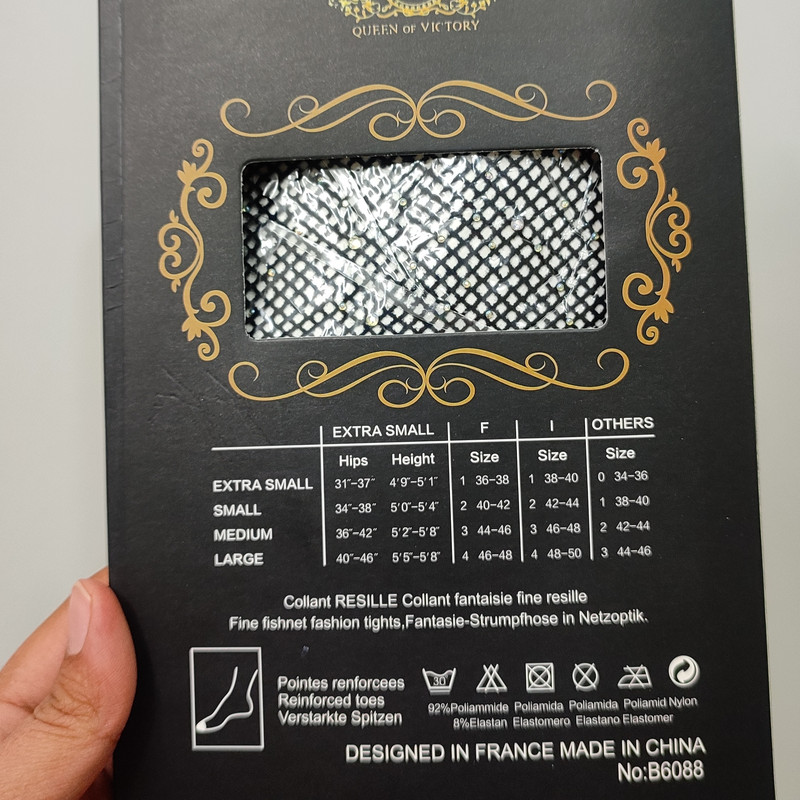 QUEEN OF VICTORY
EXTRA SMALL F I OTHERS
Hips Height Size Size Size
EXTRA SMALL 31"-37" 4'9"-5'1" 1 36-38 1 38-40 0 34-36
SMALL 34"-38" 5'0"-5'4" 2 40-42 2 42-44 1 38-40
MEDIUM 36"-42" 5'2"-5'8" 3 44-46 3 46-48 2 42-44
LARGE 40"-46" 5'5"-5'8" 4 46-48 4 48-50 3 44-46
Collant RESILLE Collant fantaisie fine resille
Fine fishnet fashion tights,Fantasie-Strumpfhose in Netzoptik.
Pointes renforcees
Reinforced toes
Verstarkte Spitzen
30°
92%Poliammide Poliamida Poliamida Poliamid Nylon
8%Elastan Elastomero Elastano Elastomer
DESIGNED IN FRANCE MADE IN CHINA
No:B6088